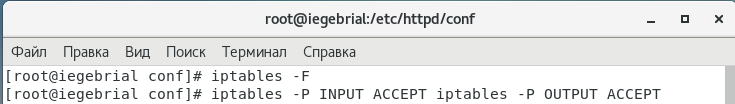 root@iegebrial:/etc/httpd/conf
Файл Правка Вид Поиск Терминал Справка
[root@iegebrial conf]# iptables -F
[root@iegebrial conf]# iptables -P INPUT ACCEPT iptables -P OUTPUT ACCEPT